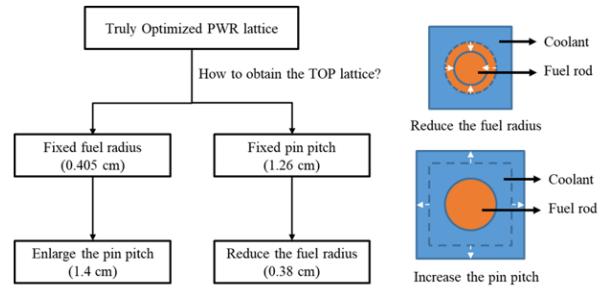 Truly Optimized PWR lattice
How to obtain the TOP lattice?
Fixed fuel radius
(0.405 cm)
Fixed pin pitch
(1.26 cm)
Enlarge the pin pitch
(1.4 cm)
Reduce the fuel radius
(0.38 cm)
Coolant
Fuel rod
Reduce the fuel radius
Coolant
Fuel rod
Increase the pin pitch